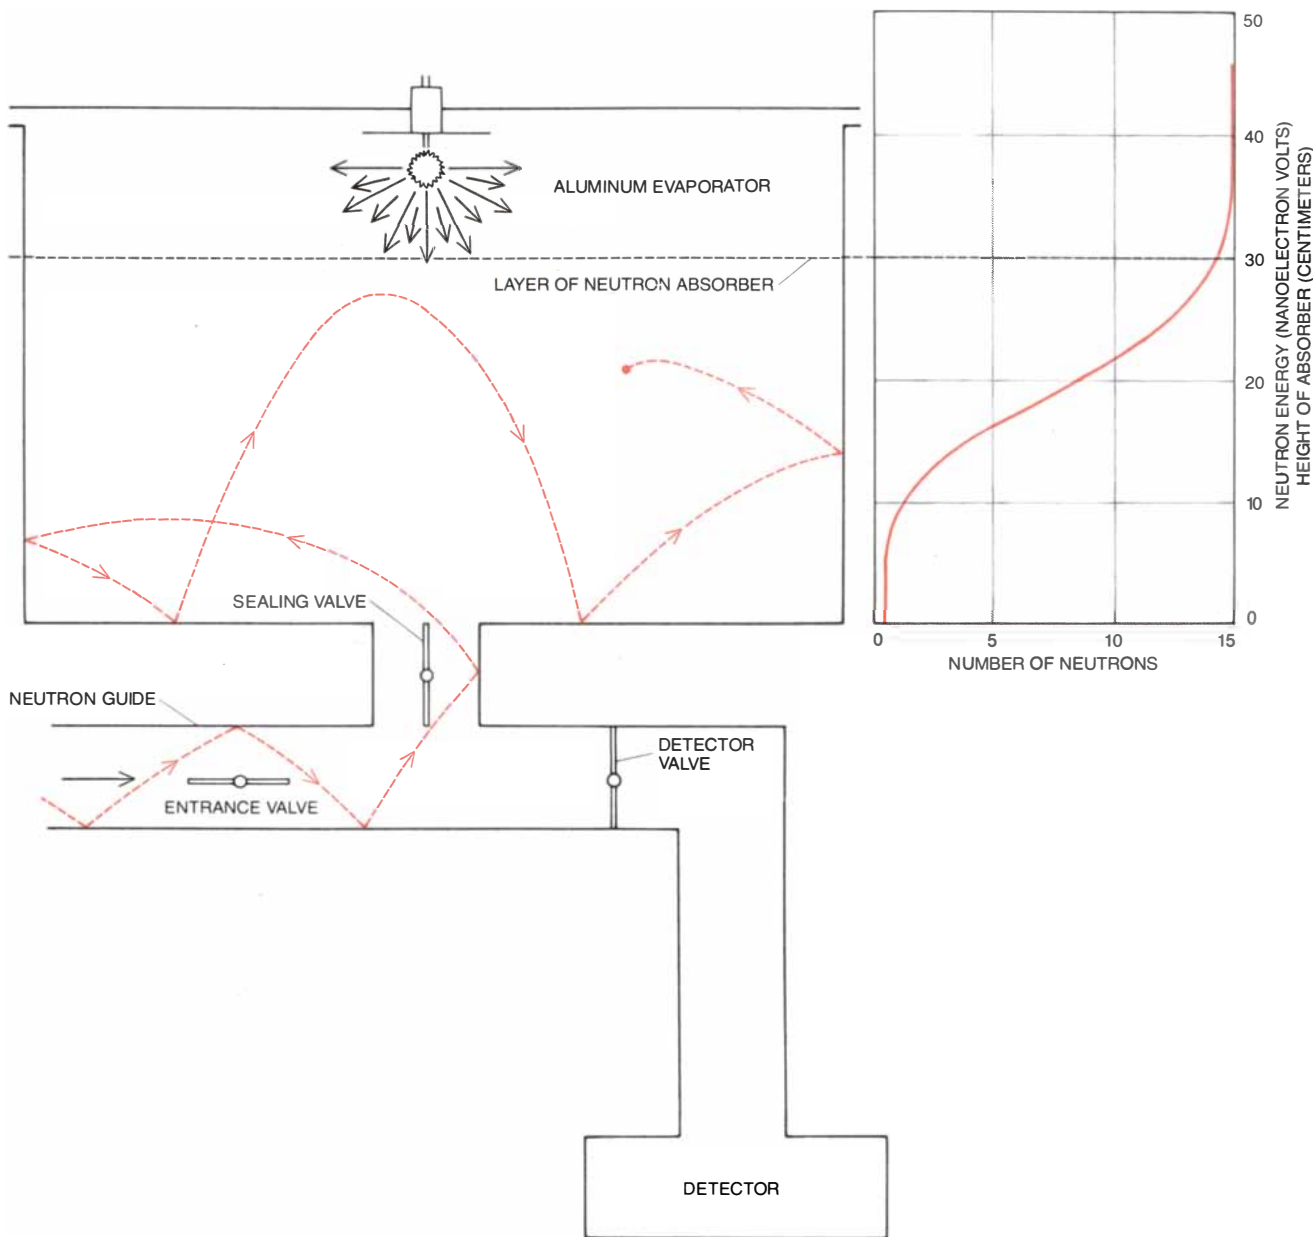 50
40
ALUMINUM EVAPORATOR
LAYER OF NEUTRON ABSORBER
30
20
10
0
NEUTRON ENERGY (NANOELECTRON VOLTS)
HEIGHT OF ABSORBER (CENTIMETERS)
0 5 10 15
NUMBER OF NEUTRONS
SEALING VALVE
NEUTRON GUIDE
ENTRANCE VALVE
DETECTOR
VALVE
DETECTOR